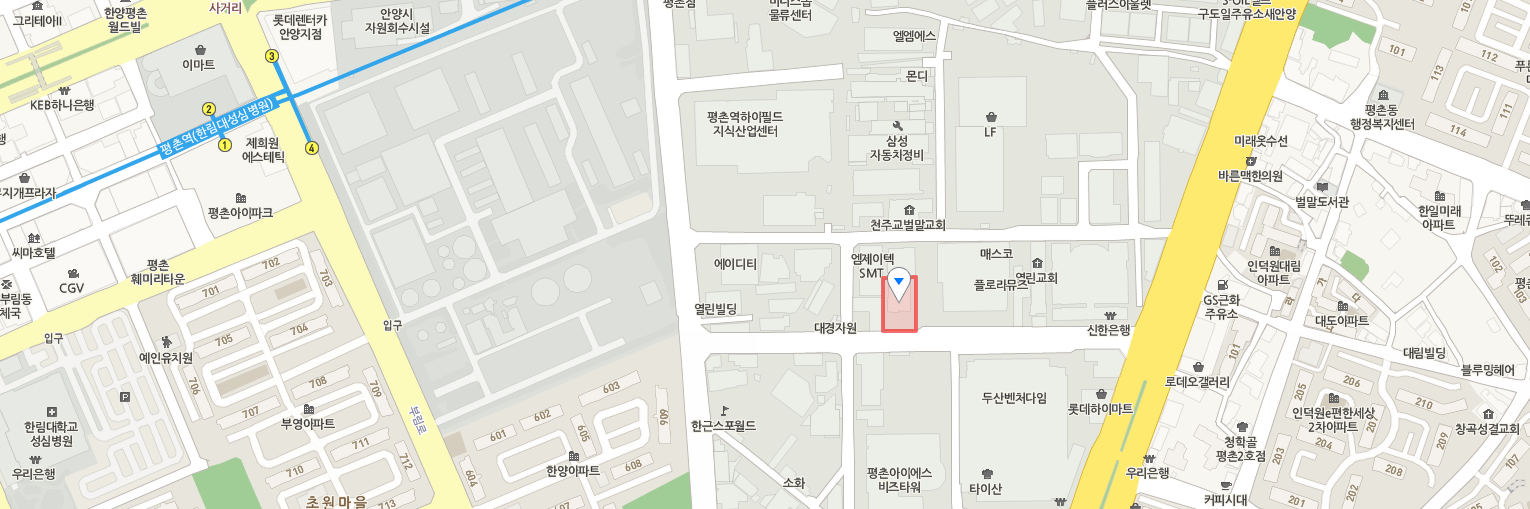 그리테아II
한양평촌
월드빌
사거리
롯데렌터카
안양지점
안양시
자원회수시설
평촌점
물류센터
플러스아울렛
구도일주유소새안양
엘엠에스
몬디
LF
이마트
KEB하나은행
평촌역(한림대성심병원)
1
2
3
4
제희원
에스테틱
평촌역하이필드
지식산업센터
삼성
자동차정비
101
112
113
114
평촌동
행정복지센터
미래옷수선
바른맥한의원
벌말도서관
한일미래
아파트
지개프라자
평촌아이파크
천주교벌말교회
씨마호텔
CGV
평촌
훼미리타운
부림동
체국
에이디티
엘제이텍
SMT
매스코
플로리뮤즈
열린교회
인덕원대림
아파트
102
103
701
702
703
704
705
706
707
708
709
710
711
712
713
입구
입구
예인유치원
열린빌딩
대경자원
신한은행
GS근화
주유소
가
나
다
라
대도아파트
대림빌딩
블루밍헤어
101
로데오갤러리
두산벤처다임
롯데하이마트
부림로
부영아파트
초원마을
P
한림대학교
성심병원
우리은행
601
602
603
604
605
606
607
608
한양아파트
한근스포월드
소화
평촌아이에스
비즈타워
타이산
우리은행
청학골
평촌2호점
커피시대
인덕원e편한세상
2차아파트
201
202
203
204
205
206
207
208
209
210
창곡성결교회
107